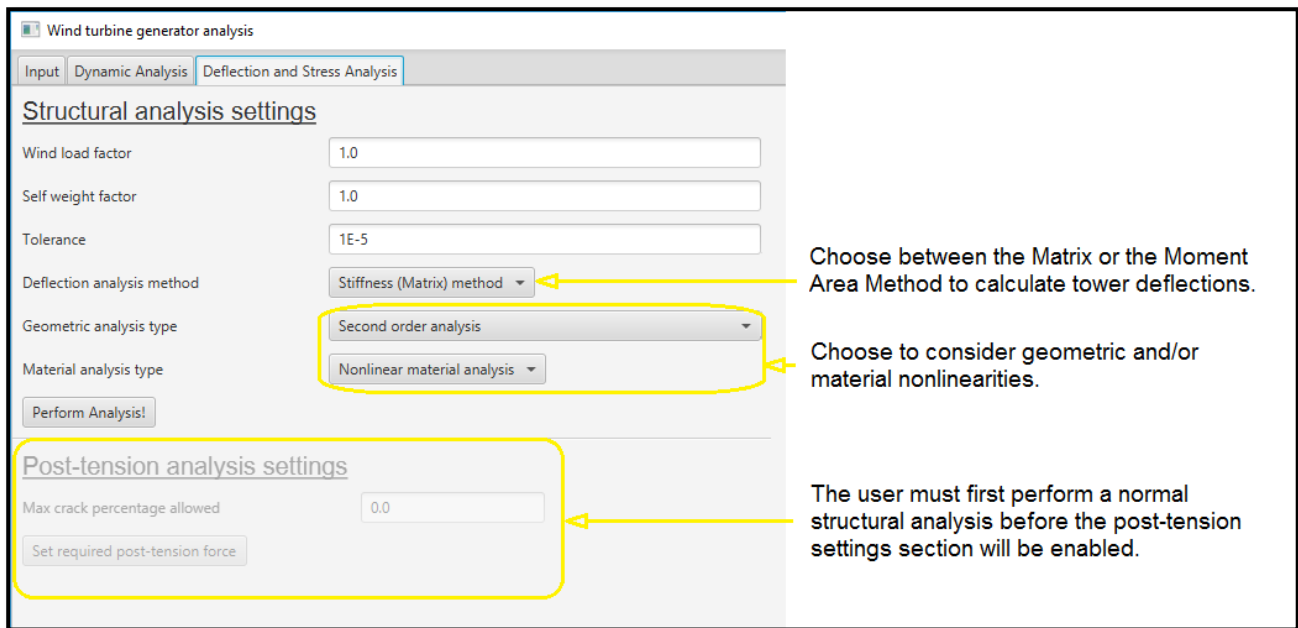 Wind turbine generator analysis
Input Dynamic Analysis Deflection and Stress Analysis
Structural analysis settings
Wind load factor 1.0
Self weight factor 1.0
Tolerance 1E-5
Deflection analysis method Stiffness (Matrix) method
Geometric analysis type Second order analysis
Material analysis type Nonlinear material analysis
Perform Analysis!
Post-tension analysis settings
Max crack percentage allowed 0.0
Set required post-tension force
Choose between the Matrix or the Moment
Area Method to calculate tower deflections.
Choose to consider geometric and/or
material nonlinearities.
The user must first perform a normal
structural analysis before the post-tension
settings section will be enabled.